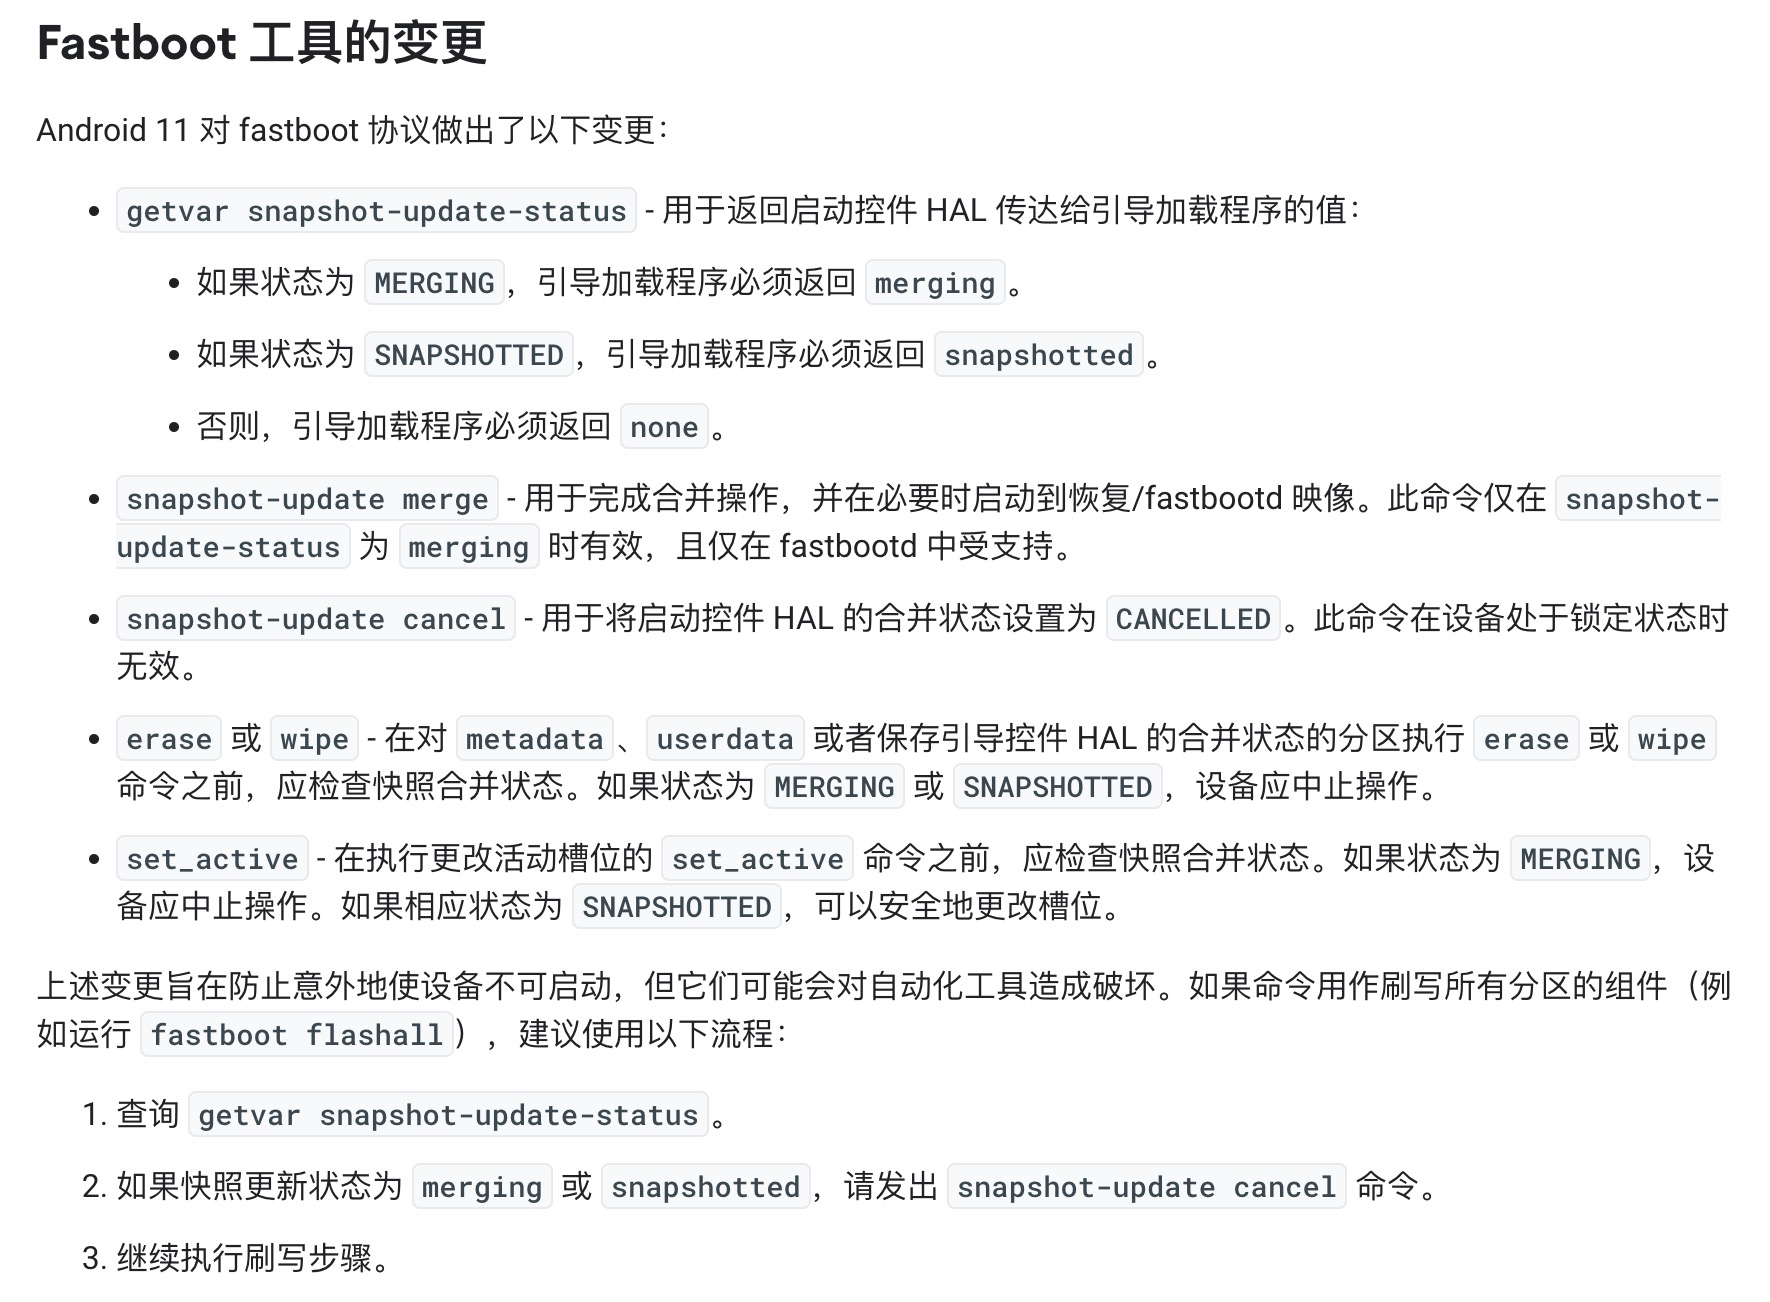 Fastboot 工具的变更
Android 11 对 fastboot 协议做出了以下变更：
• getvar snapshot-update-status - 用于返回启动控件 HAL 传达给引导加载程序的值：
• 如果状态为 MERGING，引导加载程序必须返回 merging。
• 如果状态为 SNAPSHOTTED，引导加载程序必须返回 snapshotted。
• 否则，引导加载程序必须返回 none。
• snapshot-update merge - 用于完成合并操作，并在必要时启动到恢复/fastbootd 映像。此命令仅在 snapshot-
update-status 为 merging 时有效，且仅在 fastbootd 中受支持。
• snapshot-update cancel - 用于将启动控件 HAL 的合并状态设置为 CANCELLED。此命令在设备处于锁定状态时
无效。
• erase 或 wipe - 在对 metadata、userdata 或者保存引导控件 HAL 的合并状态的分区执行 erase 或 wipe
命令之前，应检查快照合并状态。如果状态为 MERGING 或 SNAPSHOTTED，设备应中止操作。
• set_active - 在执行更改活动槽位的 set_active 命令之前，应检查快照合并状态。如果状态为 MERGING，设
备应中止操作。如果相应状态为 SNAPSHOTTED，可以安全地更改槽位。
上述变更旨在防止意外地使设备不可启动，但它们可能会对自动化工具造成破坏。如果命令用作刷写所有分区的组件（例
如运行 fastboot flashall），建议使用以下流程：
1. 查询 getvar snapshot-update-status。
2. 如果快照更新状态为 merging 或 snapshotted，请发出 snapshot-update cancel 命令。
3. 继续执行刷写步骤。